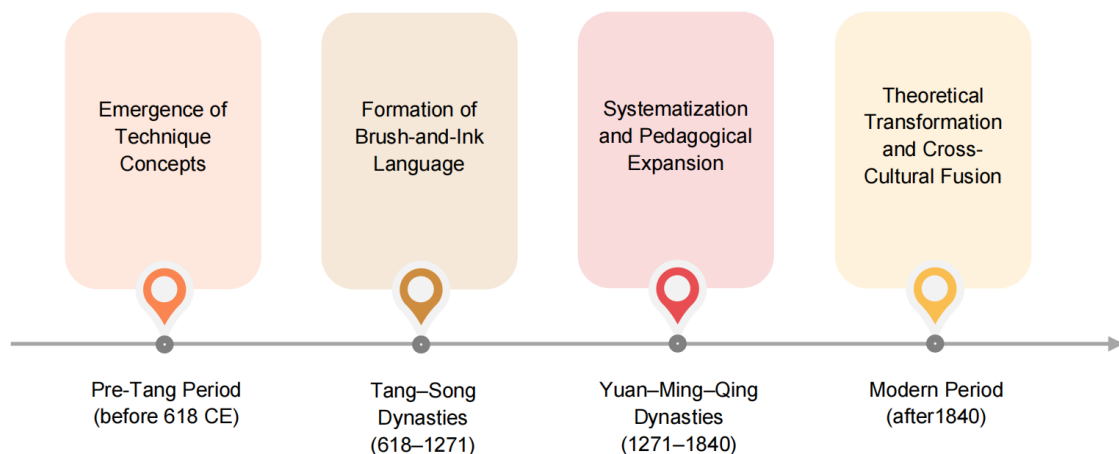 Emergence of
Technique
Concepts
Formation of
Brush-and-Ink
Language
Systematization
and Pedagogical
Expansion
Theoretical
Transformation
and Cross-
Cultural Fusion
Pre-Tang Period
(before 618 CE)
Tang–Song
Dynasties
(618–1271)
Yuan–Ming–Qing
Dynasties
(1271–1840)
Modern Period
(after1840)